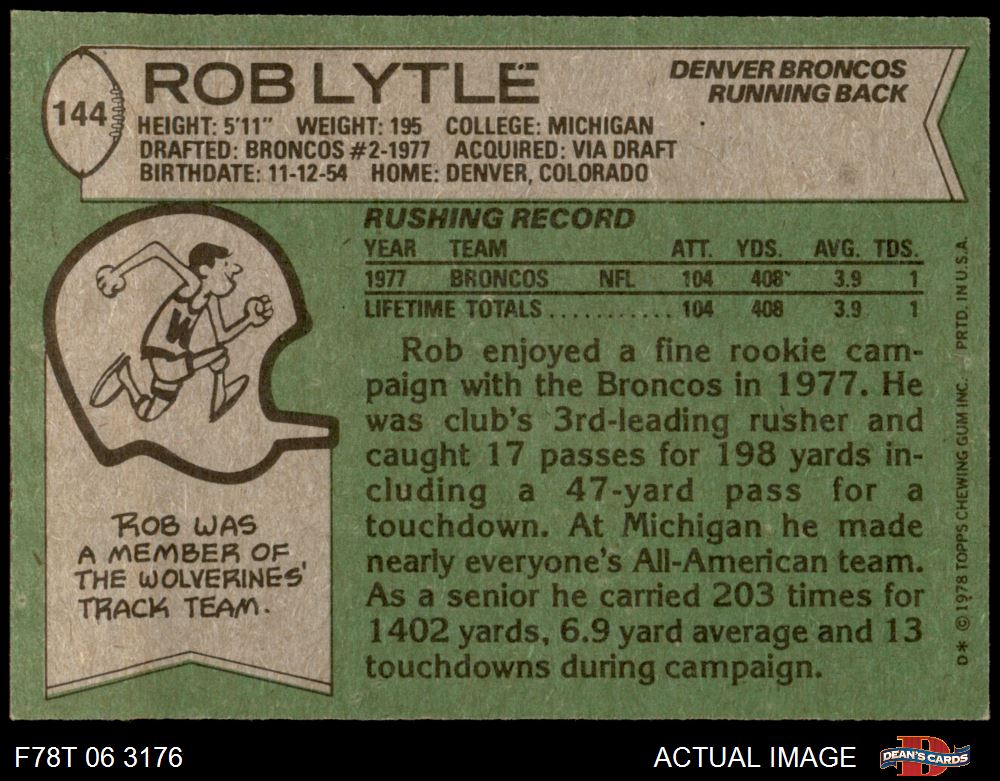 144
ROB LYTLE
DENVER BRONCOS
RUNNING BACK
HEIGHT: 5'11" WEIGHT: 195 COLLEGE: MICHIGAN
DRAFTED: BRONCOS #2-1977 ACQUIRED: VIA DRAFT
BIRTHDATE: 11-12-54 HOME: DENVER, COLORADO
RUSHING RECORD
YEAR TEAM ATT. YDS. AVG. TDS.
1977 BRONCOS NFL 104 408 3.9 1
LIFETIME TOTALS........... 104 408 3.9 1
Rob enjoyed a fine rookie cam-
paign with the Broncos in 1977. He
was club's 3rd-leading rusher and
caught 17 passes for 198 yards in-
cluding a 47-yard pass for a
touchdown. At Michigan he made
nearly everyone's All-American team.
As a senior he carried 203 times for
1402 yards, 6.9 yard average and 13
touchdowns during campaign.
W
ROB WAS
A MEMBER OF
THE WOLVERINES'
TRACK TEAM.
D* © 1978 TOPPS CHEWING GUM INC. PRTD. IN U.S.A.
F78T 06 3176
ACTUAL IMAGE
D
DEAN'S CARDS